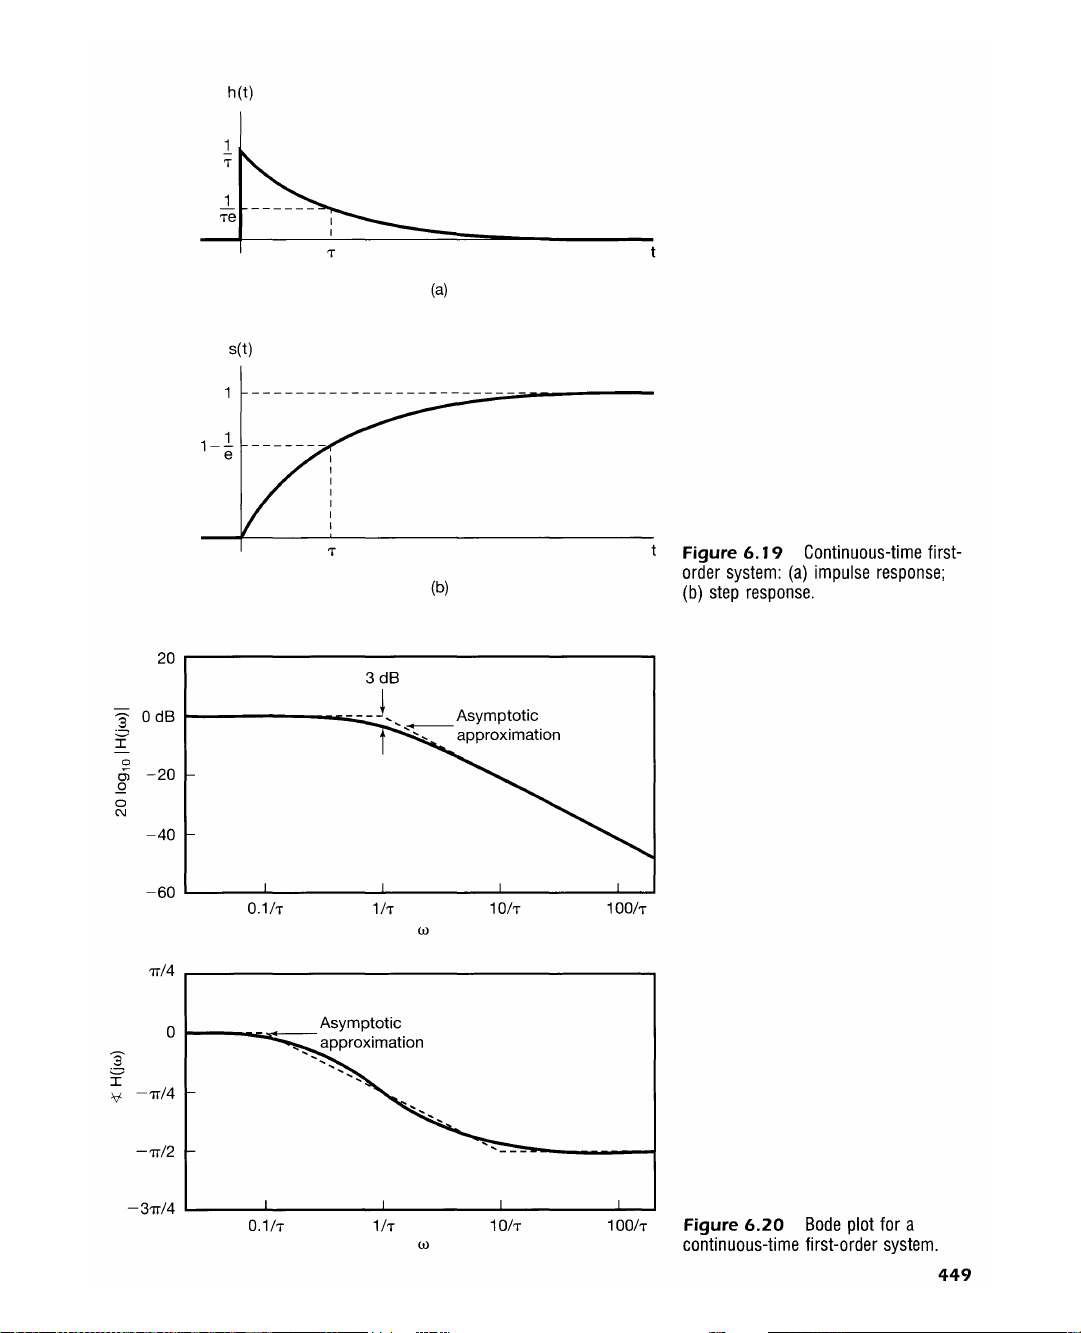 h(t)
1/τ
1/τe
τ
t
(a)
s(t)
1
1-1/e
τ
t
(b)
Figure 6.19 Continuous-time first-
order system: (a) impulse response;
(b) step response.
20
3 dB
0 dB
Asymptotic
approximation
20 log₁₀ |H(jω)|
-20
-40
-60
0.1/τ 1/τ 10/τ 100/τ
ω
π/4
Asymptotic
approximation
0
∢ H(jω)
-π/4
-π/2
-3π/4
0.1/τ 1/τ 10/τ 100/τ
ω
Figure 6.20 Bode plot for a
continuous-time first-order system.
449